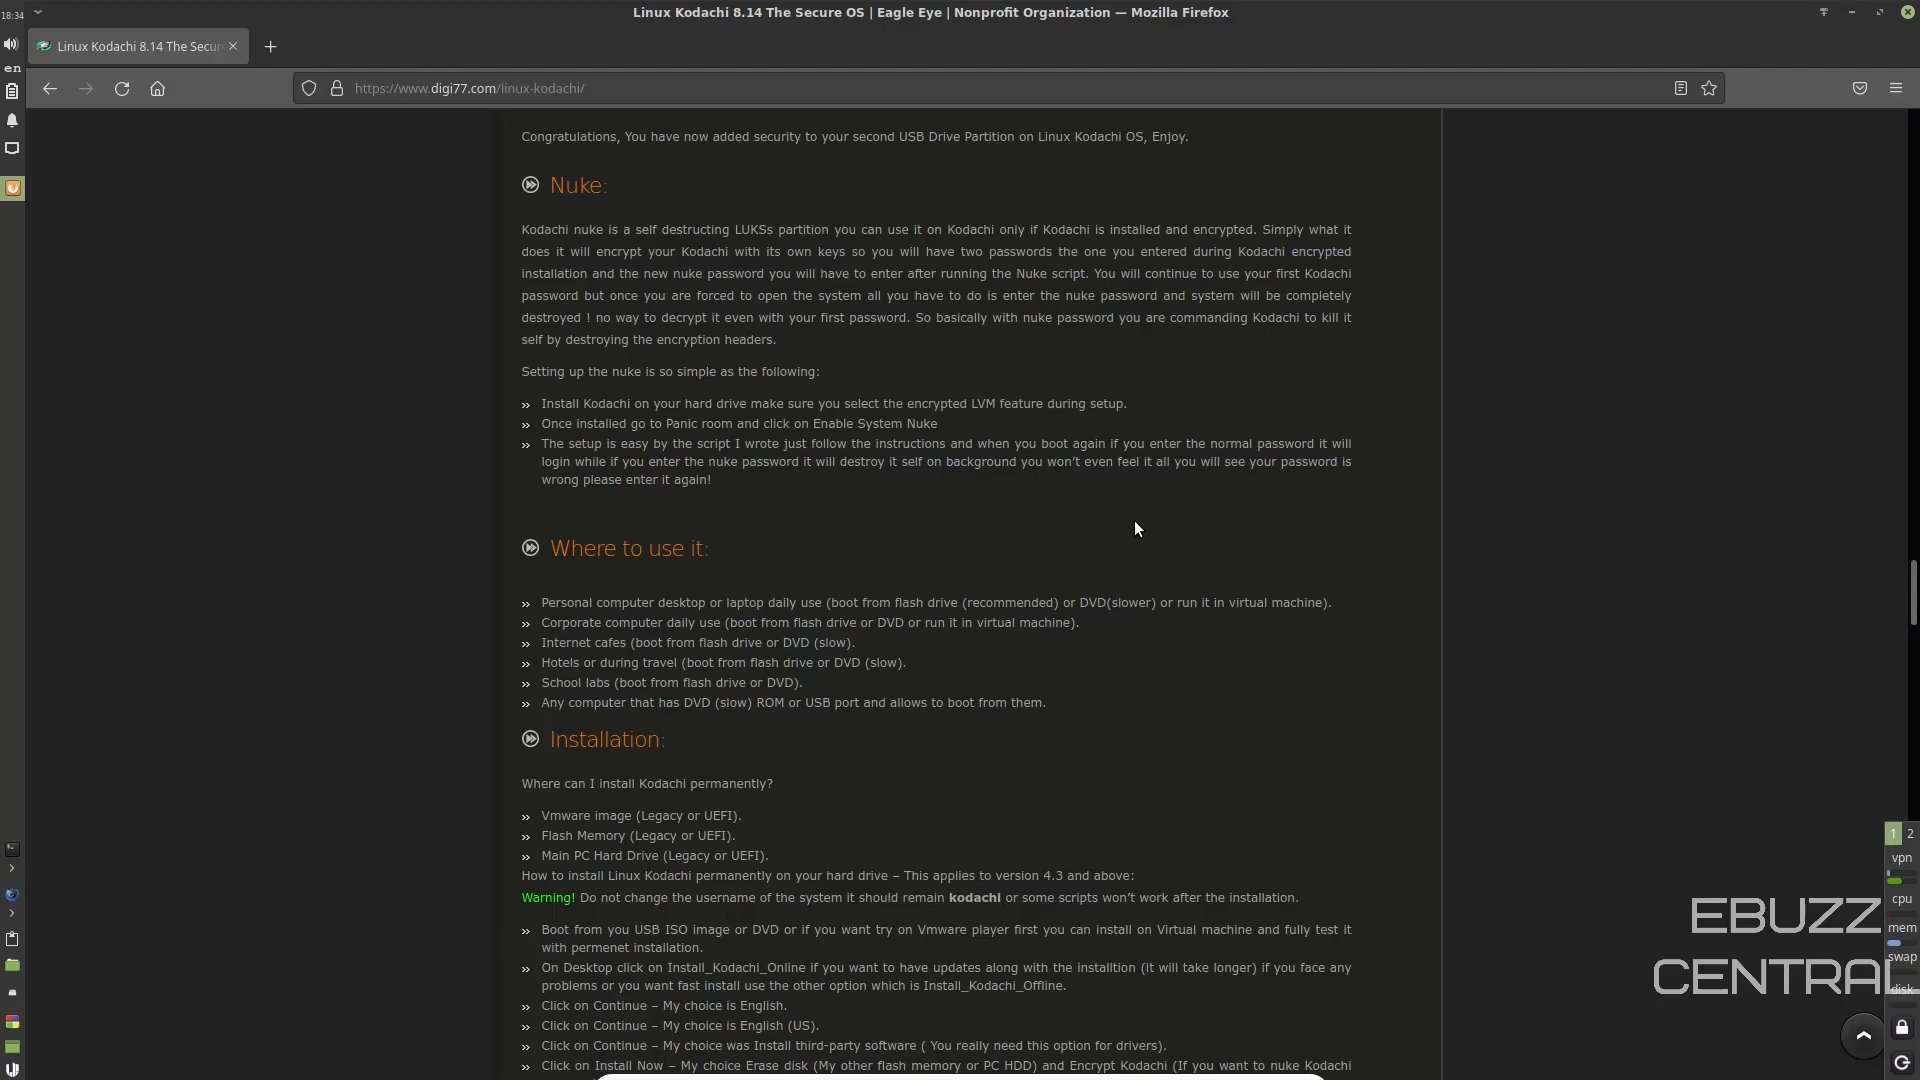 18:34
Linux Kodachi 8.14 The Secure OS | Eagle Eye | Nonprofit Organization — Mozilla Firefox
Linux Kodachi 8.14 The Secur
en
https://www.digi77.com/linux-kodachi/
Congratulations, You have now added security to your second USB Drive Partition on Linux Kodachi OS, Enjoy.
Nuke:
Kodachi nuke is a self destructing LUKSs partition you can use it on Kodachi only if Kodachi is installed and encrypted. Simply what it
does it will encrypt your Kodachi with its own keys so you will have two passwords the one you entered during Kodachi encrypted
installation and the new nuke password you will have to enter after running the Nuke script. You will continue to use your first Kodachi
password but once you are forced to open the system all you have to do is enter the nuke password and system will be completely
destroyed ! no way to decrypt it even with your first password. So basically with nuke password you are commanding Kodachi to kill it
self by destroying the encryption headers.
Setting up the nuke is so simple as the following:
›› Install Kodachi on your hard drive make sure you select the encrypted LVM feature during setup.
›› Once installed go to Panic room and click on Enable System Nuke
›› The setup is easy by the script I wrote just follow the instructions and when you boot again if you enter the normal password it will
login while if you enter the nuke password it will destroy it self on background you won’t even feel it all you will see your password is
wrong please enter it again!
Where to use it:
›› Personal computer desktop or laptop daily use (boot from flash drive (recommended) or DVD(slower) or run it in virtual machine).
›› Corporate computer daily use (boot from flash drive or DVD or run it in virtual machine).
›› Internet cafes (boot from flash drive or DVD (slow).
›› Hotels or during travel (boot from flash drive or DVD (slow).
›› School labs (boot from flash drive or DVD).
›› Any computer that has DVD (slow) ROM or USB port and allows to boot from them.
Installation:
Where can I install Kodachi permanently?
›› Vmware image (Legacy or UEFI).
›› Flash Memory (Legacy or UEFI).
›› Main PC Hard Drive (Legacy or UEFI).
How to install Linux Kodachi permanently on your hard drive – This applies to version 4.3 and above:
Warning! Do not change the username of the system it should remain kodachi or some scripts won’t work after the installation.
›› Boot from you USB ISO image or DVD or if you want try on Vmware player first you can install on Virtual machine and fully test it
with permenet installation.
›› On Desktop click on Install_Kodachi_Online if you want to have updates along with the installtion (it will take longer) if you face any
problems or you want fast install use the other option which is Install_Kodachi_Offline.
›› Click on Continue – My choice is English.
›› Click on Continue – My choice is English (US).
›› Click on Continue – My choice was Install third-party software ( You really need this option for drivers).
›› Click on Install Now – My choice Erase disk (My other flash memory or PC HDD) and Encrypt Kodachi (If you want to nuke Kodachi
1 2
vpn
cpu
mem
swap
disk
EBUZZ
CENTRAL